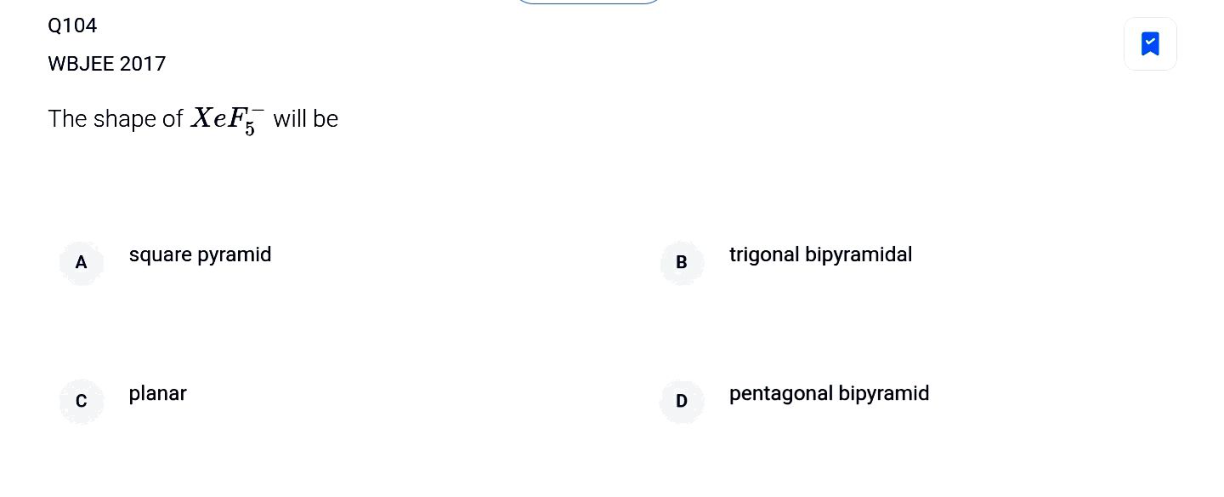 Q104
WBJEE 2017
The shape of $XeF_5^-$ will be
A square pyramid
B trigonal bipyramidal
C planar
D pentagonal bipyramid